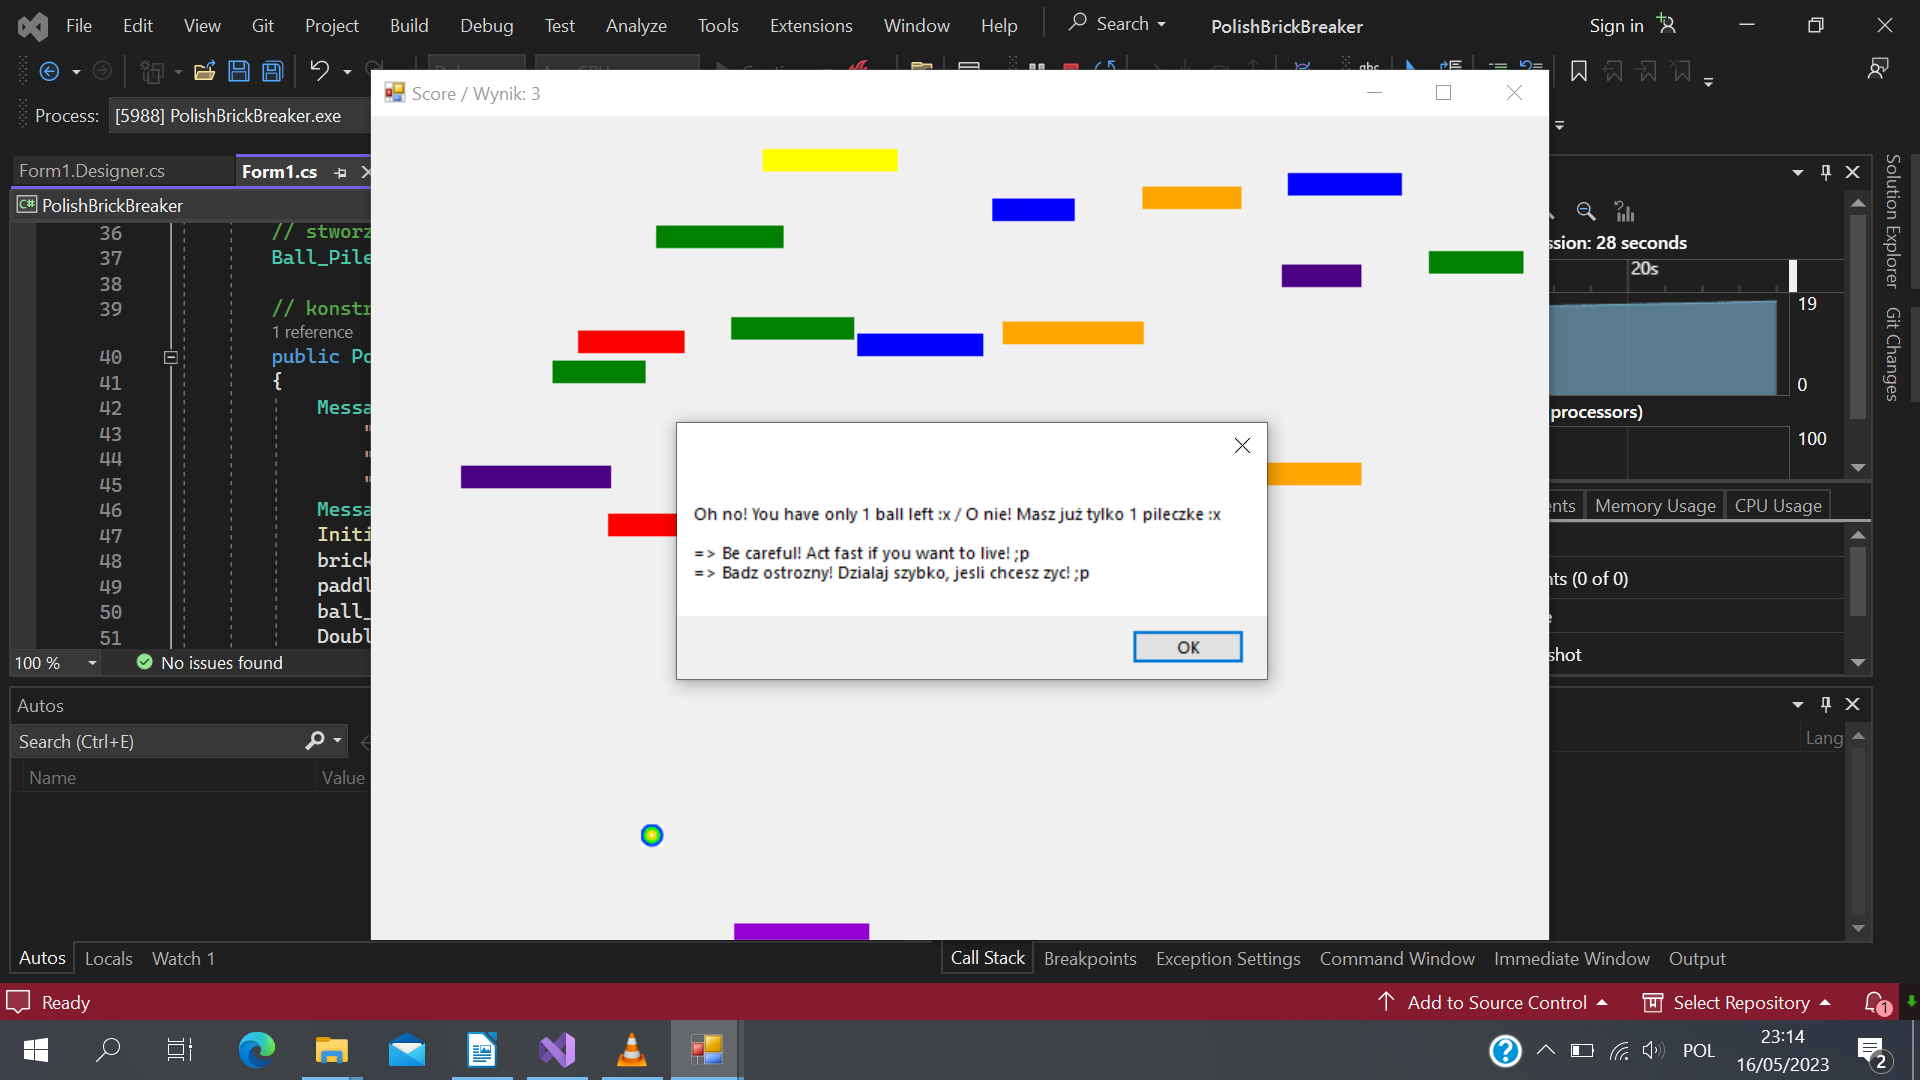 File Edit View Git Project Build Debug Test Analyze Tools Extensions Window Help Search PolishBrickBreaker Sign in
Process: [5988] PolishBrickBreaker.exe
Score / Wynik: 3
Form1.Designer.cs Form1.cs
PolishBrickBreaker
36 // stworz
37 Ball_Pile
38
39 // konstr
1 reference
40 public Po
41 {
42 Messa
43 "
44 "
45 "
46 Messa
47 Initi
48 brick
49 paddl
50 ball_
51 Doubl
100 % No issues found
Oh no! You have only 1 ball left :x / O nie! Masz już tylko 1 pileczke :x
=> Be careful! Act fast if you want to live! ;p
=> Badz ostrozny! Dzialaj szybko, jesli chcesz zyc! ;p
OK
ssion: 28 seconds
20s
19
0
processors)
100
ents Memory Usage CPU Usage
nts (0 of 0)
e
shot
Solution Explorer
Git Changes
Autos
Search (Ctrl+E)
Name Value
Lang
Autos Locals Watch 1
Call Stack Breakpoints Exception Settings Command Window Immediate Window Output
Ready
Add to Source Control Select Repository 1
POL
23:14
16/05/2023
2